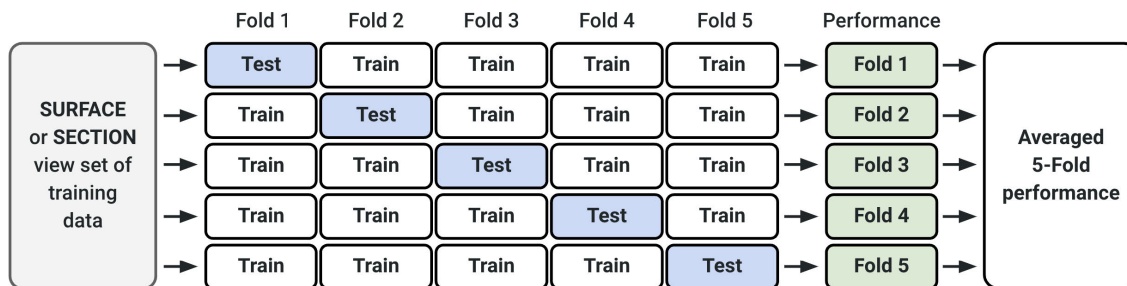 Fold 1 Fold 2 Fold 3 Fold 4 Fold 5 Performance
SURFACE
or SECTION
view set of
training
data
Test Train Train Train Train Fold 1
Train Test Train Train Train Fold 2
Train Train Test Train Train Fold 3
Train Train Train Test Train Fold 4
Train Train Train Train Test Fold 5
Averaged
5-Fold
performance